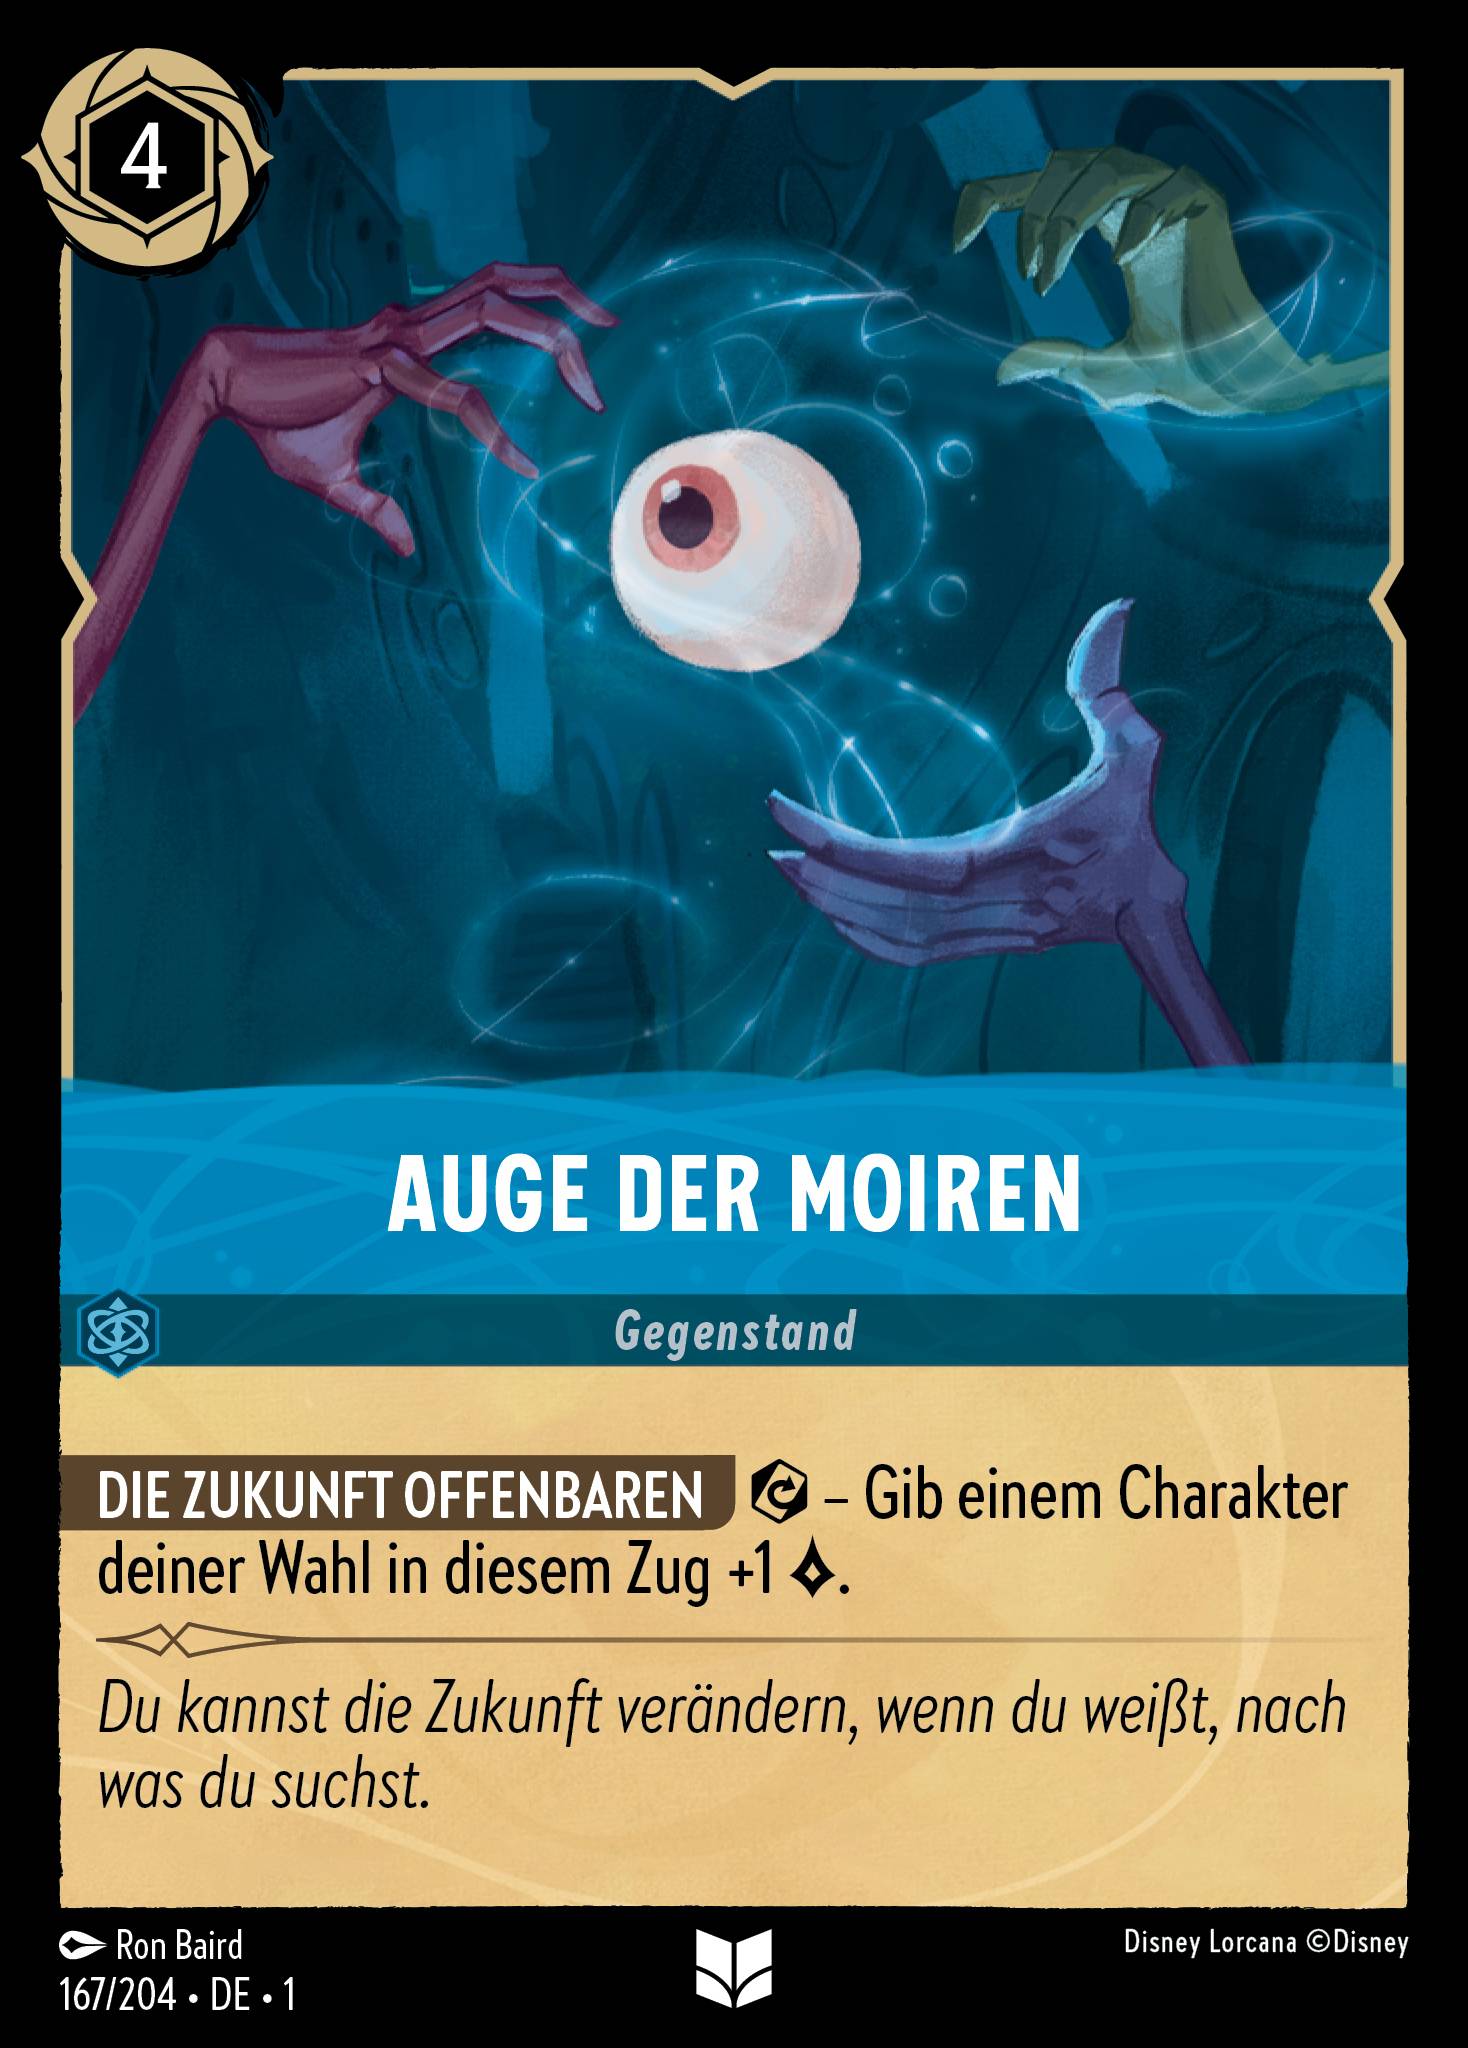 4
AUGE DER MOIREN
Gegenstand
DIE ZUKUNFT OFFENBAREN – Gib einem Charakter
deiner Wahl in diesem Zug +1 .
Du kannst die Zukunft verändern, wenn du weißt, nach
was du suchst.
Ron Baird
167/204 • DE • 1
Disney Lorcana ©Disney